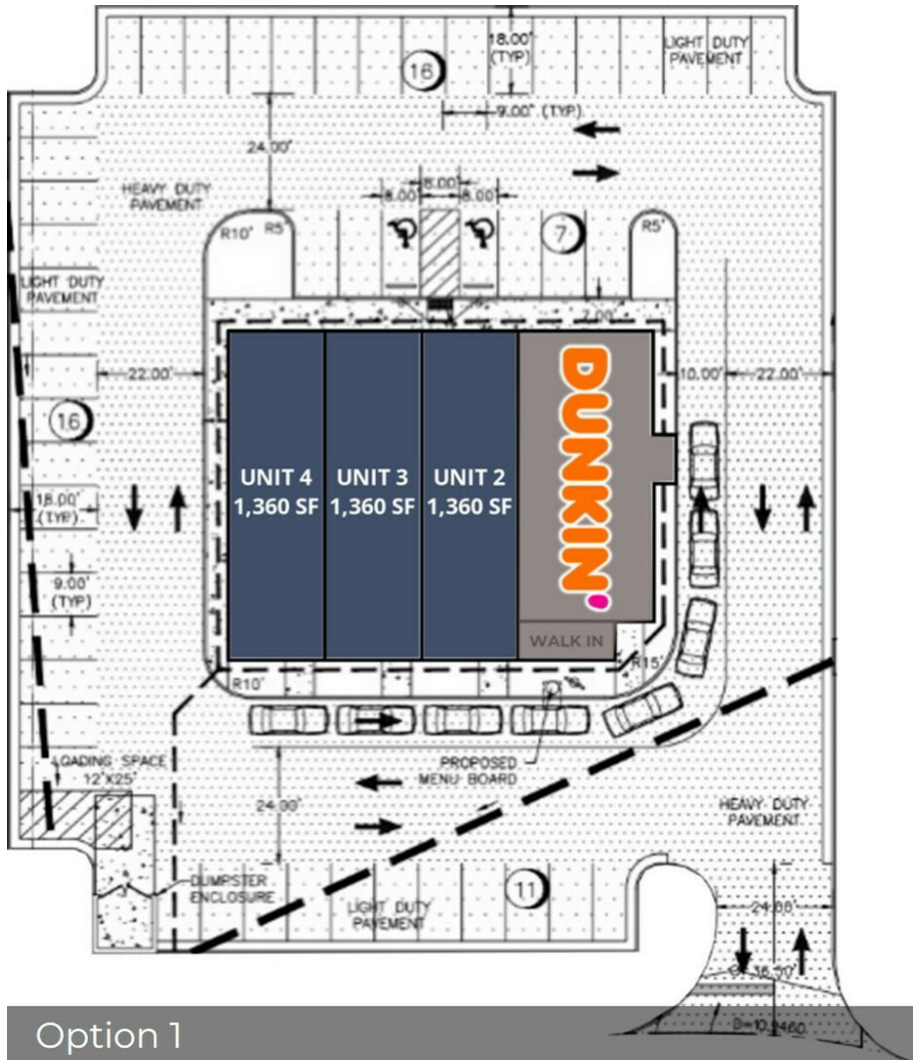 18.00'
(TYP)
LIGHT DUTY
PAVEMENT
16
9.00' (TYP)
24.00'
HEAVY DUTY
PAVEMENT
8.00'
8.00'
8.00'
R10'
R5'
7
R5'
LIGHT DUTY
PAVEMENT
7.00'
22.00'
10.00'
22.00'
DUNKIN'
16
UNIT 4
1,360 SF
UNIT 3
1,360 SF
UNIT 2
1,360 SF
18.00'
(TYP)
9.00'
(TYP)
WALK IN
R10'
R15'
LOADING SPACE
12'X25'
PROPOSED
MENU BOARD
24.00'
HEAVY DUTY
PAVEMENT
DUMPSTER
ENCLOSURE
11
LIGHT DUTY
PAVEMENT
24.00'
Option 1